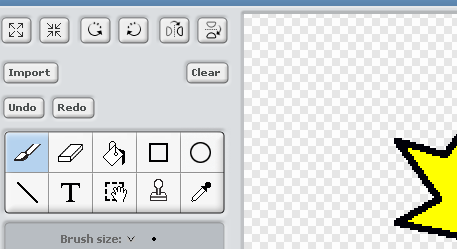 Import
Clear
Undo
Redo
T
Brush size: